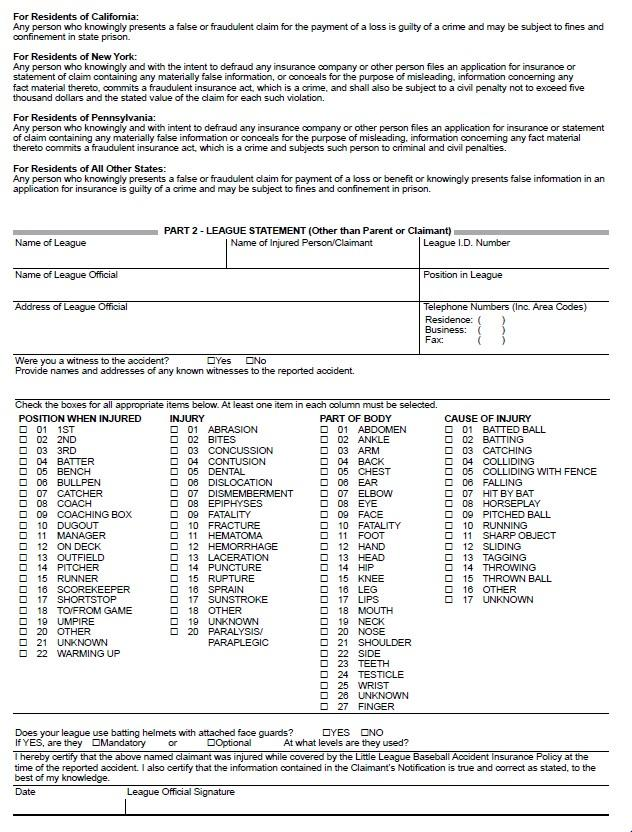 For Residents of California:
Any person who knowingly presents a false or fraudulent claim for the payment of a loss is guilty of a crime and may be subject to fines and
confinement in state prison.
For Residents of New York:
Any person who knowingly and with the intent to defraud any insurance company or other person files an application for insurance or
statement of claim containing any materially false information, or conceals for the purpose of misleading, information concerning any
fact material thereto, commits a fraudulent insurance act, which is a crime, and shall also be subject to a civil penalty not to exceed five
thousand dollars and the stated value of the claim for each such violation.
For Residents of Pennsylvania:
Any person who knowingly and with intent to defraud any insurance company or other person files an application for insurance or statement
of claim containing any materially false information or conceals for the purpose of misleading, information concerning any fact material
thereto commits a fraudulent insurance act, which is a crime and subjects such person to criminal and civil penalties.
For Residents of All Other States:
Any person who knowingly presents a false or fraudulent claim for payment of a loss or benefit or knowingly presents false information in an
application for insurance is guilty of a crime and may be subject to fines and confinement in prison.
PART 2 - LEAGUE STATEMENT (Other than Parent or Claimant)
Name of League Name of Injured Person/Claimant League I.D. Number
Name of League Official Position in League
Address of League Official Telephone Numbers (Inc. Area Codes)
Residence: ( )
Business: ( )
Fax: ( )
Were you a witness to the accident? ☐Yes ☐No
Provide names and addresses of any known witnesses to the reported accident.
Check the boxes for all appropriate items below. At least one item in each column must be selected.
POSITION WHEN INJURED
☐ 01 1ST
☐ 02 2ND
☐ 03 3RD
☐ 04 BATTER
☐ 05 BENCH
☐ 06 BULLPEN
☐ 07 CATCHER
☐ 08 COACH
☐ 09 COACHING BOX
☐ 10 DUGOUT
☐ 11 MANAGER
☐ 12 ON DECK
☐ 13 OUTFIELD
☐ 14 PITCHER
☐ 15 RUNNER
☐ 16 SCOREKEEPER
☐ 17 SHORTSTOP
☐ 18 TO/FROM GAME
☐ 19 UMPIRE
☐ 20 OTHER
☐ 21 UNKNOWN
☐ 22 WARMING UP
INJURY
☐ 01 ABRASION
☐ 02 BITES
☐ 03 CONCUSSION
☐ 04 CONTUSION
☐ 05 DENTAL
☐ 06 DISLOCATION
☐ 07 DISMEMBERMENT
☐ 08 EPIPHYSES
☐ 09 FATALITY
☐ 10 FRACTURE
☐ 11 HEMATOMA
☐ 12 HEMORRHAGE
☐ 13 LACERATION
☐ 14 PUNCTURE
☐ 15 RUPTURE
☐ 16 SPRAIN
☐ 17 SUNSTROKE
☐ 18 OTHER
☐ 19 UNKNOWN
☐ 20 PARALYSIS/
PARAPLEGIC
PART OF BODY
☐ 01 ABDOMEN
☐ 02 ANKLE
☐ 03 ARM
☐ 04 BACK
☐ 05 CHEST
☐ 06 EAR
☐ 07 ELBOW
☐ 08 EYE
☐ 09 FACE
☐ 10 FATALITY
☐ 11 FOOT
☐ 12 HAND
☐ 13 HEAD
☐ 14 HIP
☐ 15 KNEE
☐ 16 LEG
☐ 17 LIPS
☐ 18 MOUTH
☐ 19 NECK
☐ 20 NOSE
☐ 21 SHOULDER
☐ 22 SIDE
☐ 23 TEETH
☐ 24 TESTICLE
☐ 25 WRIST
☐ 26 UNKNOWN
☐ 27 FINGER
CAUSE OF INJURY
☐ 01 BATTED BALL
☐ 02 BATTING
☐ 03 CATCHING
☐ 04 COLLIDING
☐ 05 COLLIDING WITH FENCE
☐ 06 FALLING
☐ 07 HIT BY BAT
☐ 08 HORSEPLAY
☐ 09 PITCHED BALL
☐ 10 RUNNING
☐ 11 SHARP OBJECT
☐ 12 SLIDING
☐ 13 TAGGING
☐ 14 THROWING
☐ 15 THROWN BALL
☐ 16 OTHER
☐ 17 UNKNOWN
Does your league use batting helmets with attached face guards? ☐YES ☐NO
If YES, are they ☐Mandatory or ☐Optional At what levels are they used?
I hereby certify that the above named claimant was injured while covered by the Little League Baseball Accident Insurance Policy at the
time of the reported accident. I also certify that the information contained in the Claimant's Notification is true and correct as stated, to the
best of my knowledge.
Date League Official Signature